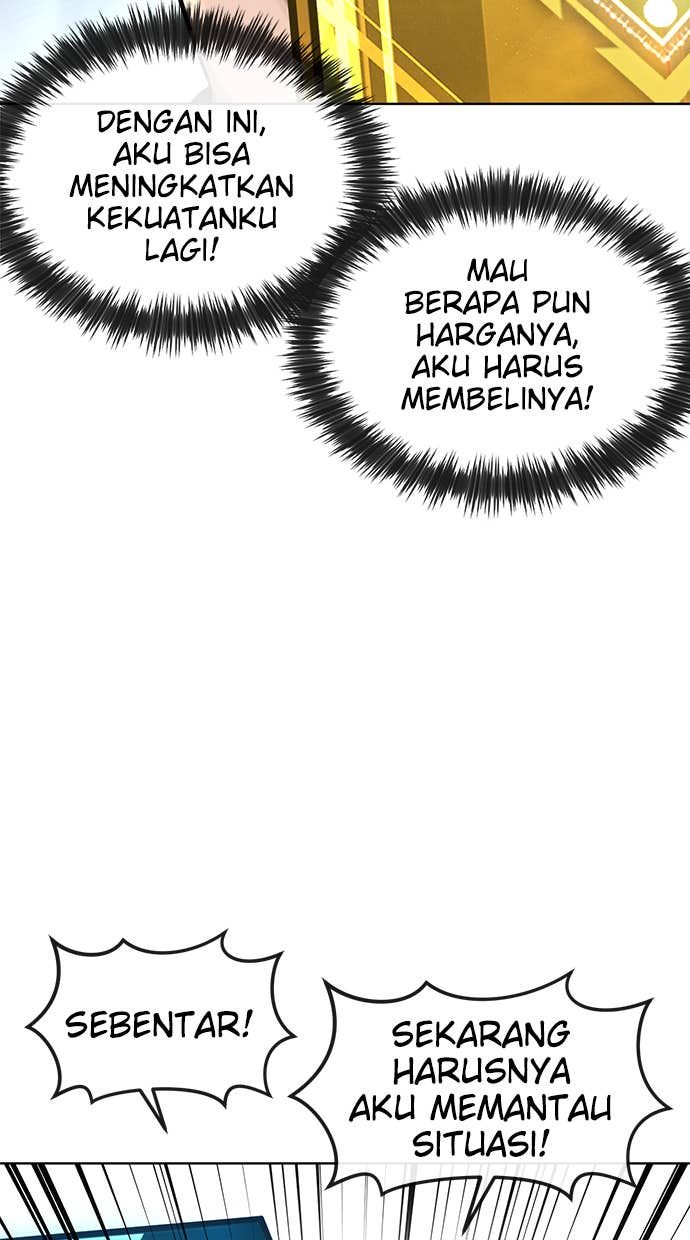 DENGAN INI,
AKU BISA
MENINGKATKAN
KEKUATANKU
LAGI!
MAU
BERAPA PUN
HARGANYA,
AKU HARUS
MEMBELINYA!
SEBENTAR!
SEKARANG
HARUSNYA
AKU MEMANTAU
SITUASI!